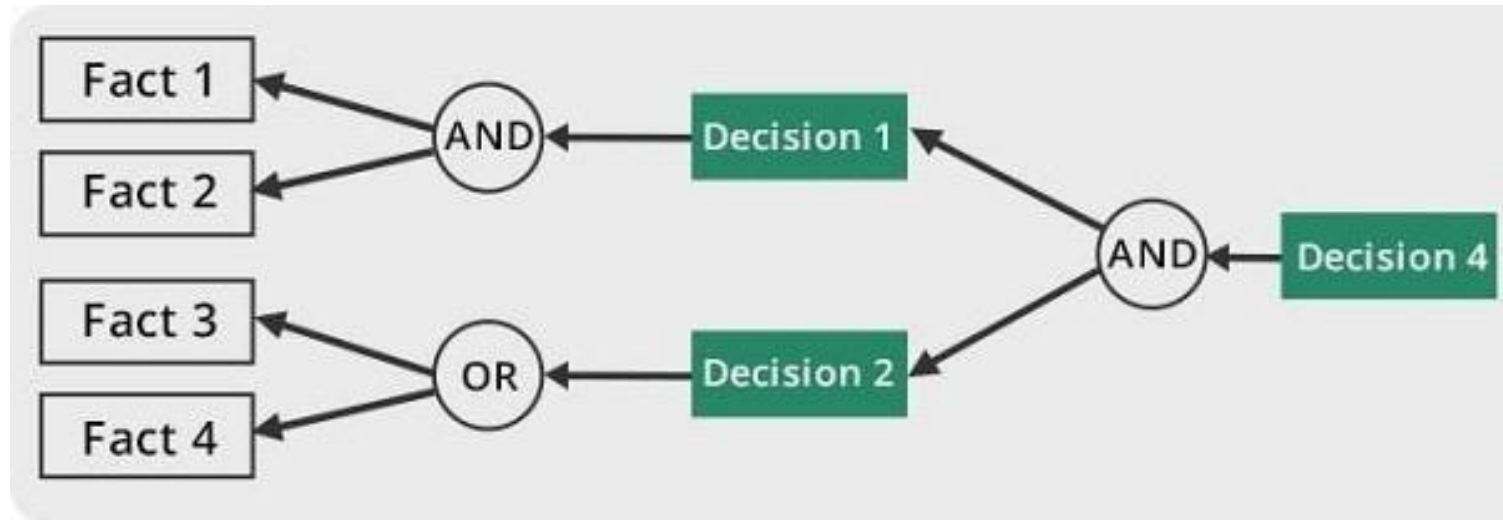 Fact 1
Fact 2
Fact 3
Fact 4
AND
OR
Decision 1
Decision 2
AND
Decision 4